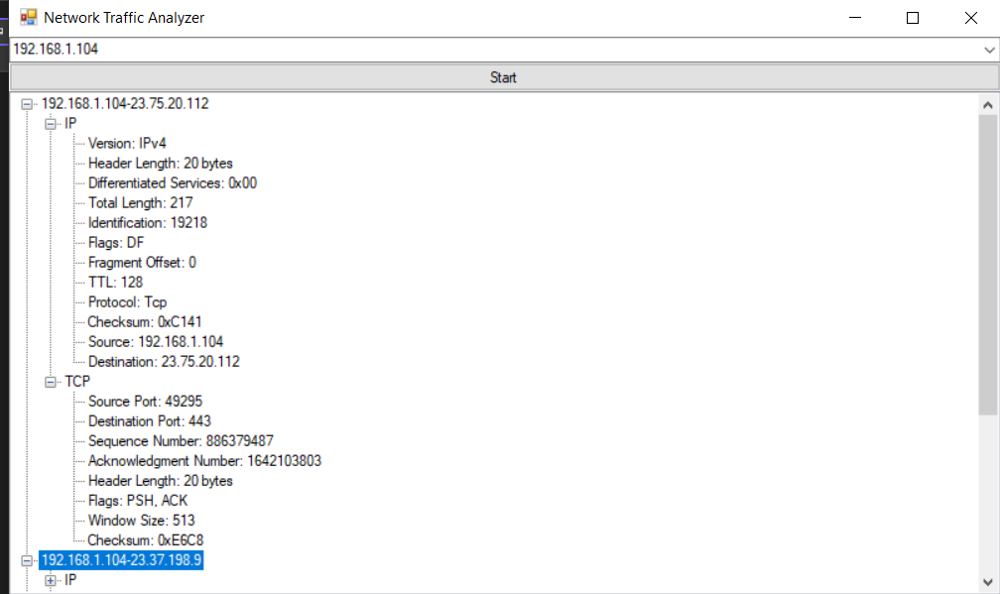 Network Traffic Analyzer
192.168.1.104
Start
192.168.1.104-23.75.20.112
IP
Version: IPv4
Header Length: 20 bytes
Differentiated Services: 0x00
Total Length: 217
Identification: 19218
Flags: DF
Fragment Offset: 0
TTL: 128
Protocol: Tcp
Checksum: 0xC141
Source: 192.168.1.104
Destination: 23.75.20.112
TCP
Source Port: 49295
Destination Port: 443
Sequence Number: 886379487
Acknowledgment Number: 1642103803
Header Length: 20 bytes
Flags: PSH, ACK
Window Size: 513
Checksum: 0xE6C8
192.168.1.104-23.37.198.9
IP